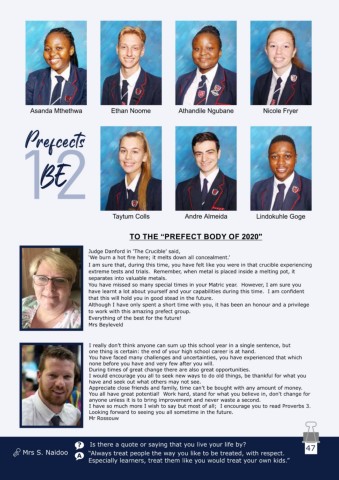 Asanda Mthethwa
Ethan Noome
Athandile Ngubane
Nicole Fryer
Prefcects
12
BE
Taytum Colls
Andre Almeida
Lindokuhle Goge
TO THE “PREFECT BODY OF 2020”
Judge Danford in 'The Crucible' said,
'We burn a hot fire here; it melts down all concealment.'
I am sure that, during this time, you have felt like you were in that crucible experiencing
extreme tests and trials. Remember, when metal is placed inside a melting pot, it
separates into valuable metals.
You have missed so many special times in your Matric year. However, I am sure you
have learnt a lot about yourself and your capabilities during this time. I am confident
that this will hold you in good stead in the future.
Although I have only spent a short time with you, it has been an honour and a privilege
to work with this amazing prefect group.
Everything of the best for the future!
Mrs Beyleveld
I really don't think anyone can sum up this school year in a single sentence, but
one thing is certain: the end of your high school career is at hand.
You have faced many challenges and uncertainties, you have experienced that which
none before you have and very few after you will.
During times of great change there are also great opportunities.
I would encourage you all to seek new ways to do old things, be thankful for what you
have and seek out what others may not see.
Appreciate close friends and family, time can't be bought with any amount of money.
You all have great potential! Work hard, stand for what you believe in, don't change for
anyone unless it is to bring improvement and never waste a second.
I have so much more I wish to say but most of all; I encourage you to read Proverbs 3.
Looking forward to seeing you all sometime in the future.
Mr Rossouw
47
Mrs S. Naidoo
? Is there a quote or saying that you live your life by?
A “Always treat people the way you like to be treated, with respect.
Especially learners, treat them like you would treat your own kids.”